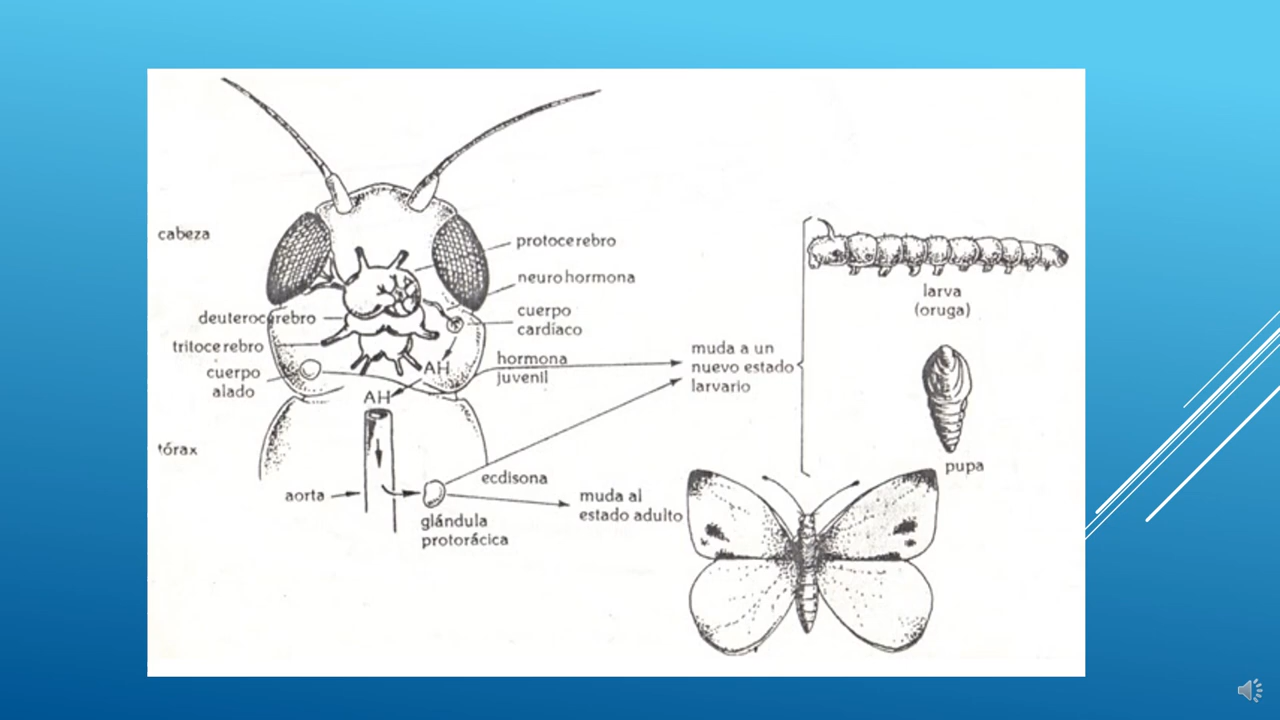 cabeza
protocerebro
neurohormona
cuerpo
cardíaco
deuterocerebro
tritocerebro
cuerpo
alado
AH
hormona
juvenil
AH
muda a un
nuevo estado
larvario
larva
(oruga)
pupa
tórax
aorta
ecdisona
glándula
protorácica
muda al
estado adulto